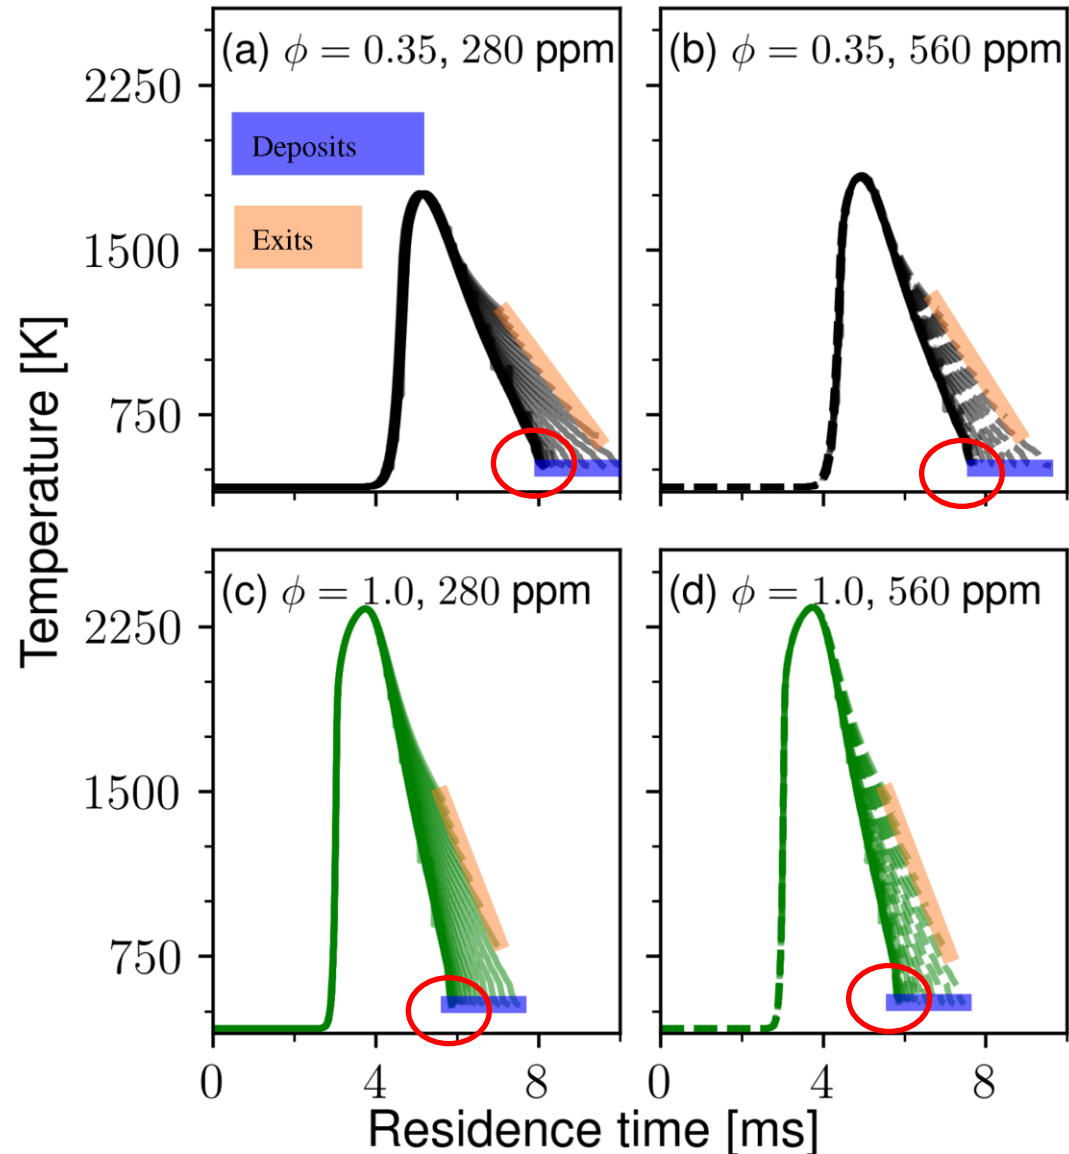 (a) ϕ = 0.35, 280 ppm
(b) ϕ = 0.35, 560 ppm
2250
Deposits
Exits
1500
750
Temperature [K]
(c) ϕ = 1.0, 280 ppm
(d) ϕ = 1.0, 560 ppm
2250
1500
750
0
4
8
0
4
8
Residence time [ms]